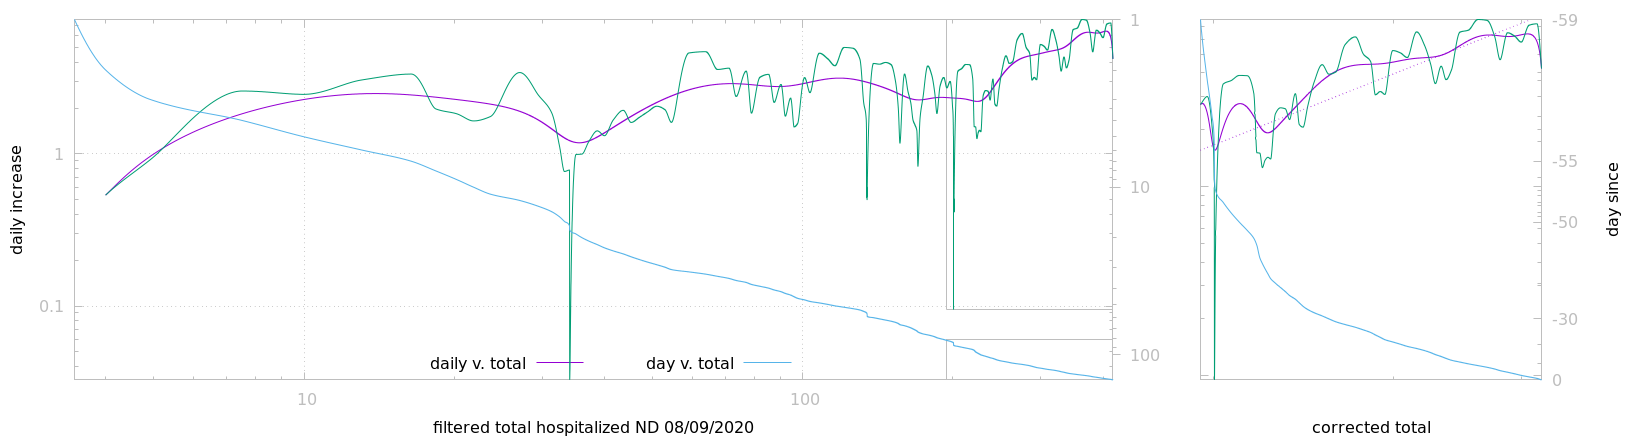 daily increase
1
0.1
10
100
1
10
100
daily v. total
day v. total
filtered total hospitalized ND 08/09/2020
-59
-55
-50
-30
0
day since
corrected total